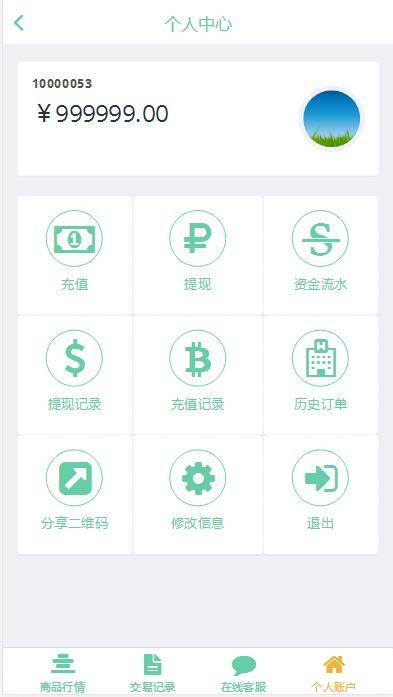 个人中心
10000053
￥999999.00
充值
提现
资金流水
提现记录
充值记录
历史订单
分享二维码
修改信息
退出
商品行情
交易记录
在线客服
个人账户